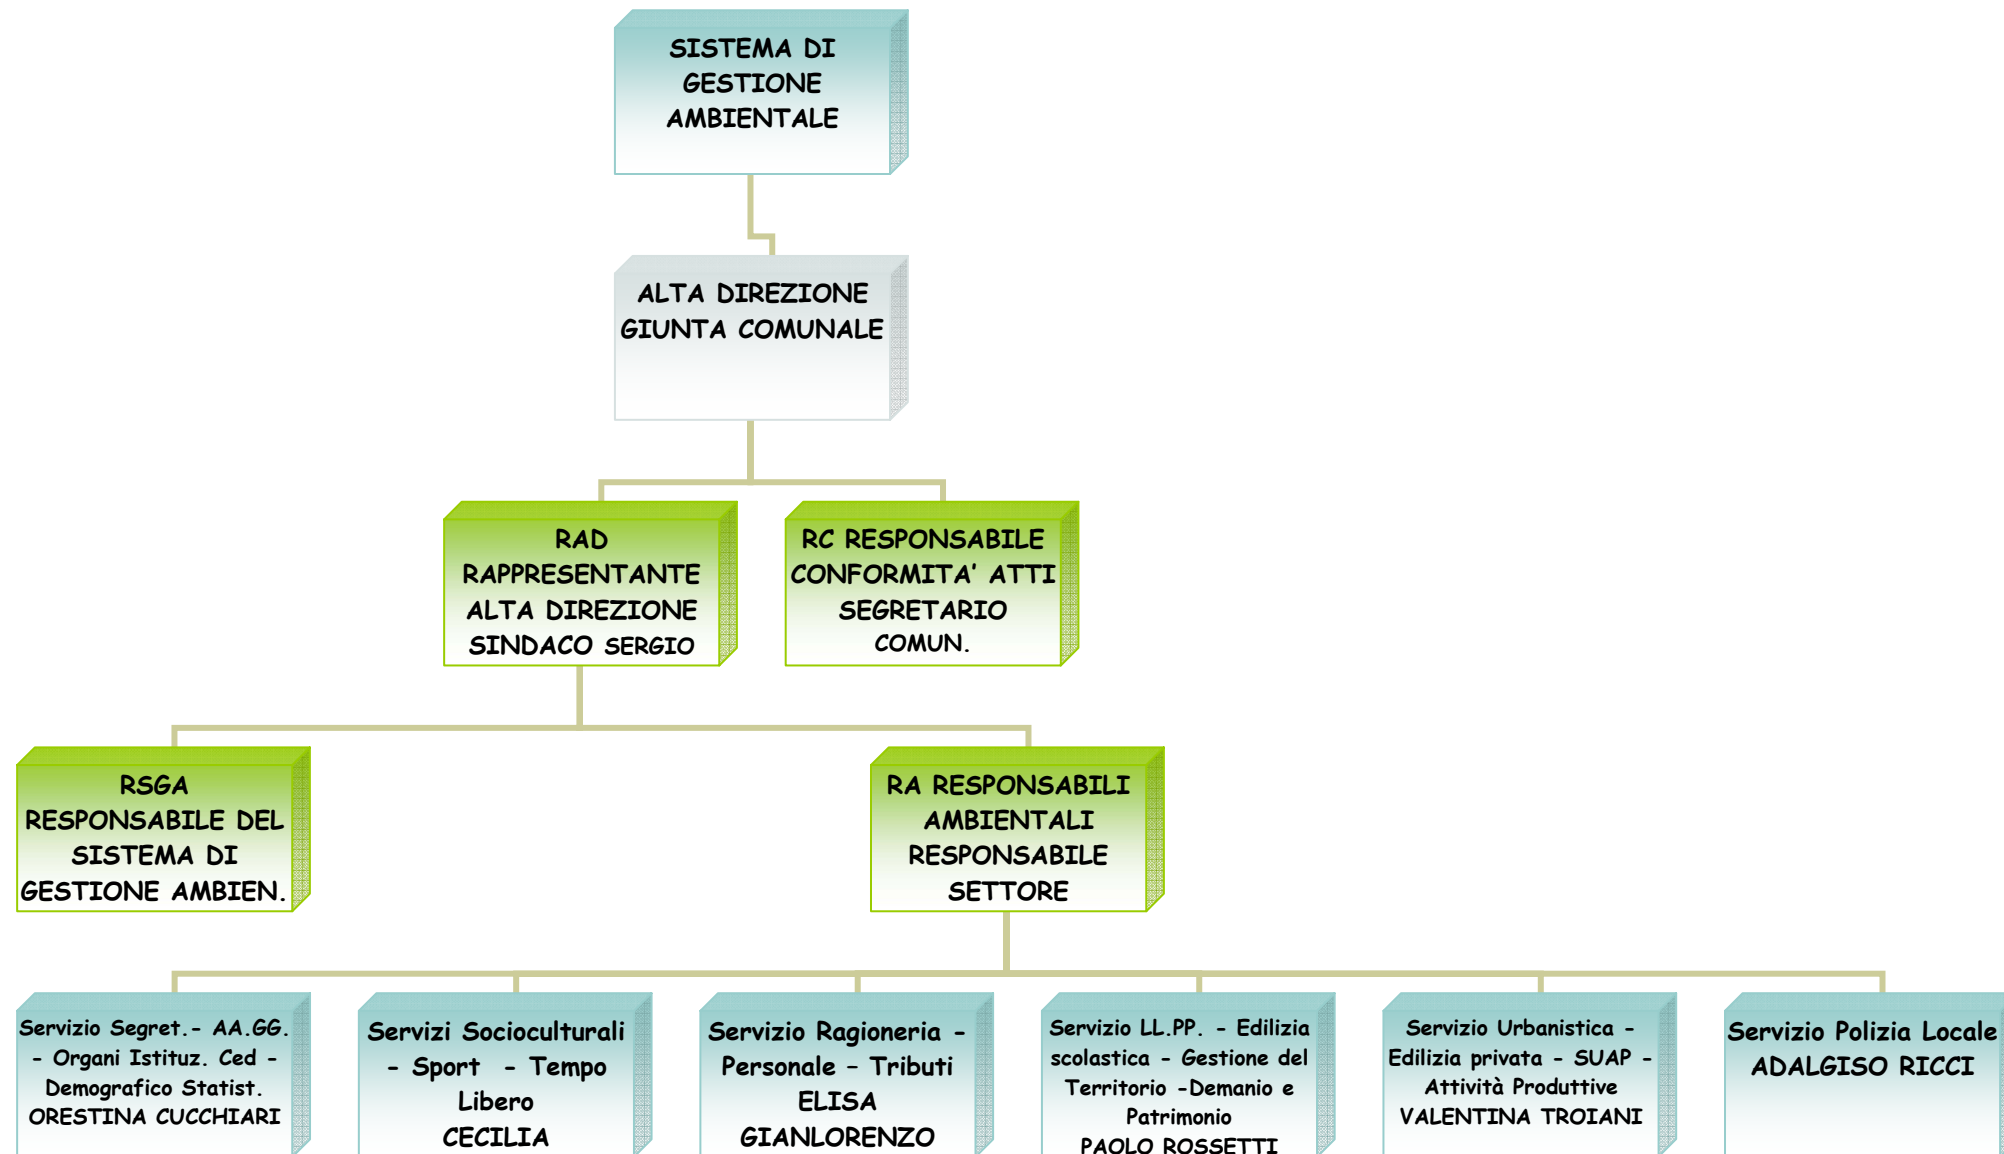 SISTEMA DI
GESTIONE
AMBIENTALE
ALTA DIREZIONE
GIUNTA COMUNALE
RAD
RAPPRESENTANTE
ALTA DIREZIONE
SINDACO SERGIO
RC RESPONSABILE
CONFORMITA’ ATTI
SEGRETARIO
COMUN.
RSGA
RESPONSABILE DEL
SISTEMA DI
GESTIONE AMBIEN.
RA RESPONSABILI
AMBIENTALI
RESPONSABILE
SETTORE
Servizio Segret.- AA.GG.
- Organi Istituz. Ced -
Demografico Statist.
ORESTINA CUCCHIARI
Servizi Socioculturali
- Sport - Tempo
Libero
CECILIA
Servizio Ragioneria -
Personale – Tributi
ELISA
GIANLORENZO
Servizio LL.PP. - Edilizia
scolastica - Gestione del
Territorio -Demanio e
Patrimonio
PAOLO ROSSETTI
Servizio Urbanistica -
Edilizia privata - SUAP -
Attività Produttive
VALENTINA TROIANI
Servizio Polizia Locale
ADALGISO RICCI